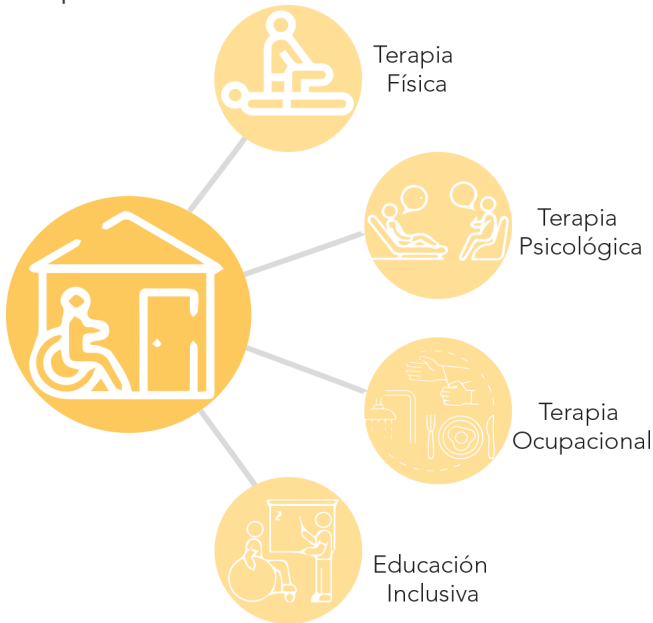 Terapia
Física
Terapia
Psicológica
Terapia
Ocupacional
Educación
Inclusiva